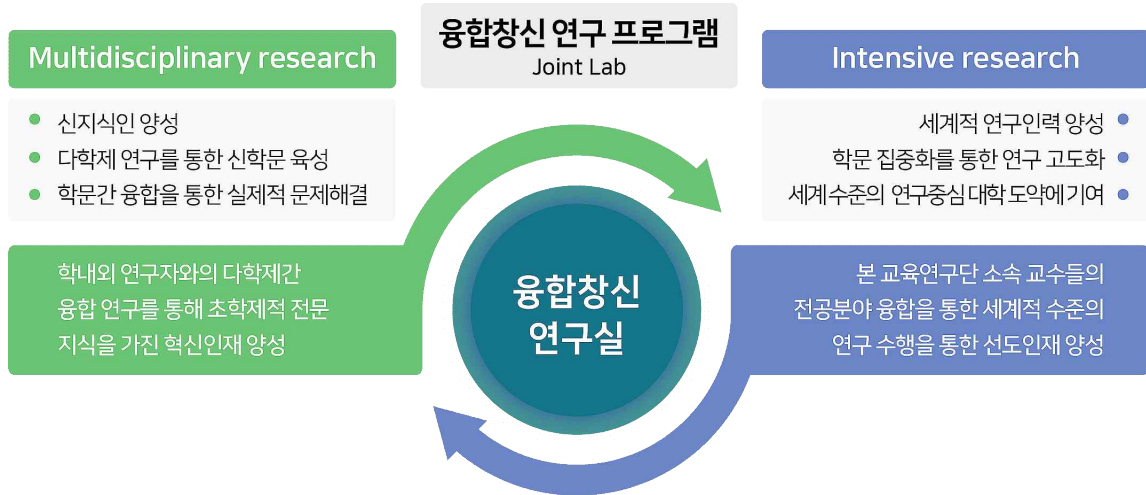 융합창신 연구 프로그램
Joint Lab
Multidisciplinary research
신지식인 양성
다학제 연구를 통한 신학문 육성
학문간 융합을 통한 실제적 문제해결
학내외 연구자와의 다학제간
융합 연구를 통해 초학제적 전문
지식을 가진 혁신인재 양성
융합창신
연구실
Intensive research
세계적 연구인력 양성
학문 집중화를 통한 연구 고도화
세계 수준의 연구중심 대학 도약에 기여
본 교육연구단 소속 교수들의
전공분야 융합을 통한 세계적 수준의
연구 수행을 통한 선도인재 양성